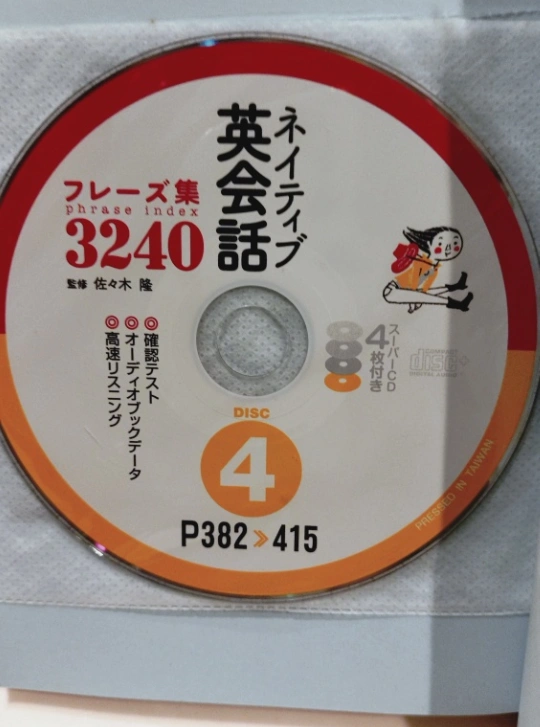 ネイティブ
英会話
フレーズ集
phrase index
3240
監修 佐々木 隆
◎確認テスト
◎オーディオブックデータ
◎高速リスニング
スーパーCD
4枚付き
disc
DIGITAL AUDIO
DISC
4
P382 » 415
PRESSED IN TAIWAN